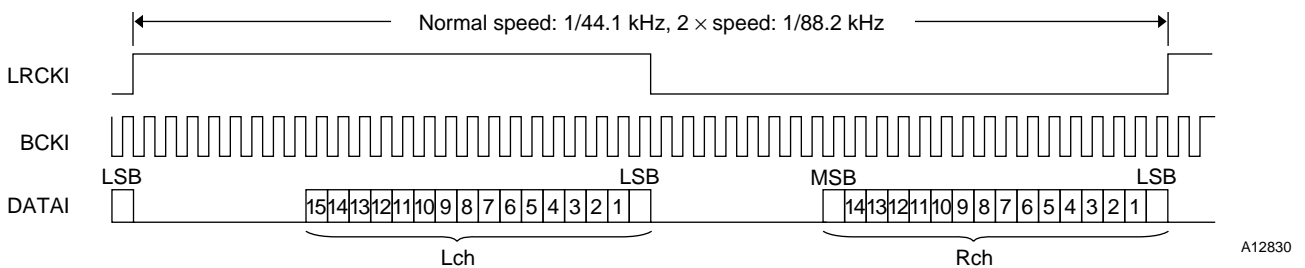 Normal speed: 1/44.1 kHz, 2 × speed: 1/88.2 kHz
LRCKI
BCKI
LSB LSB MSB LSB
DATAI 15 14 13 12 11 10 9 8 7 6 5 4 3 2 1 14 13 12 11 10 9 8 7 6 5 4 3 2 1
Lch Rch
A12830